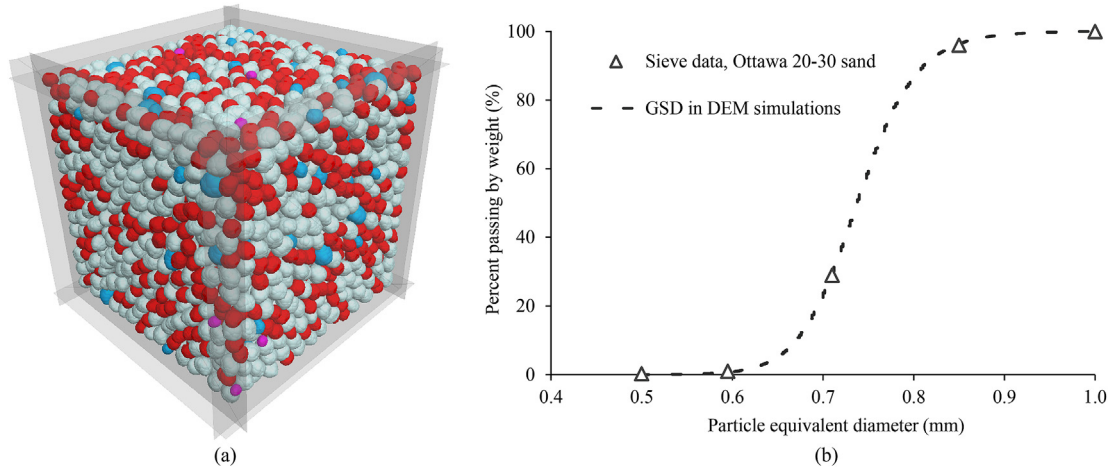 100
80
60
40
20
0
Percent passing by weight (%)
Sieve data, Ottawa 20-30 sand
GSD in DEM simulations
0.4 0.5 0.6 0.7 0.8 0.9 1.0
Particle equivalent diameter (mm)
(a) (b)